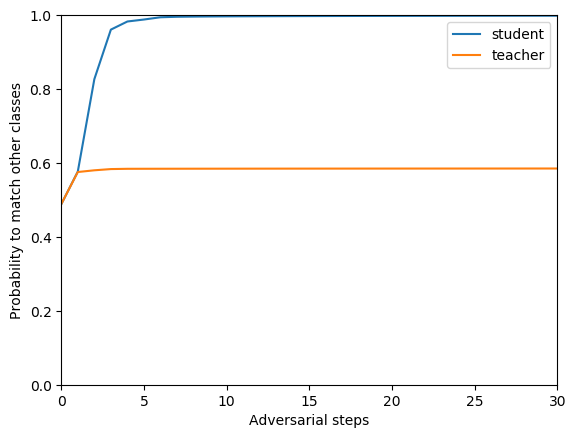 1.0
0.8
0.6
0.4
0.2
0.0
Probability to match other classes
student
teacher
0 5 10 15 20 25 30
Adversarial steps